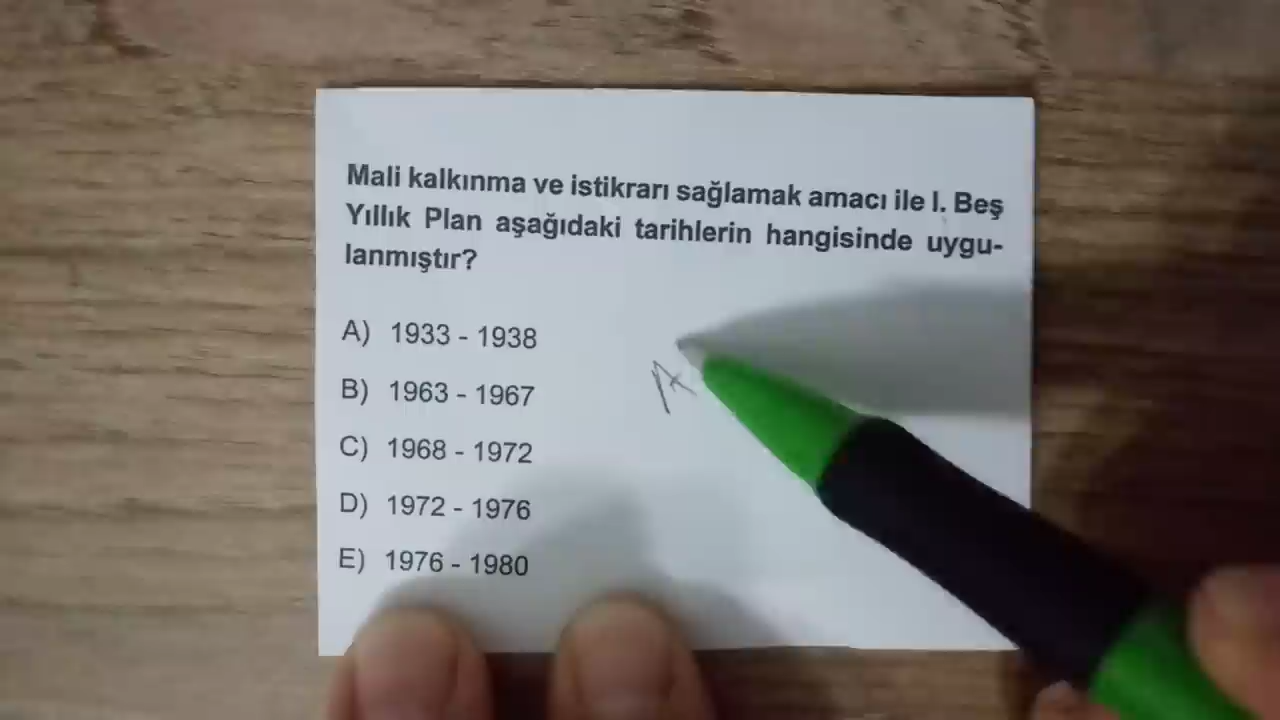 Mali kalkınma ve istikrarı sağlamak amacı ile I. Beş
Yıllık Plan aşağıdaki tarihlerin hangisinde uygu-
lanmıştır?
A) 1933 - 1938
B) 1963 - 1967
C) 1968 - 1972
D) 1972 - 1976
E) 1976 - 1980